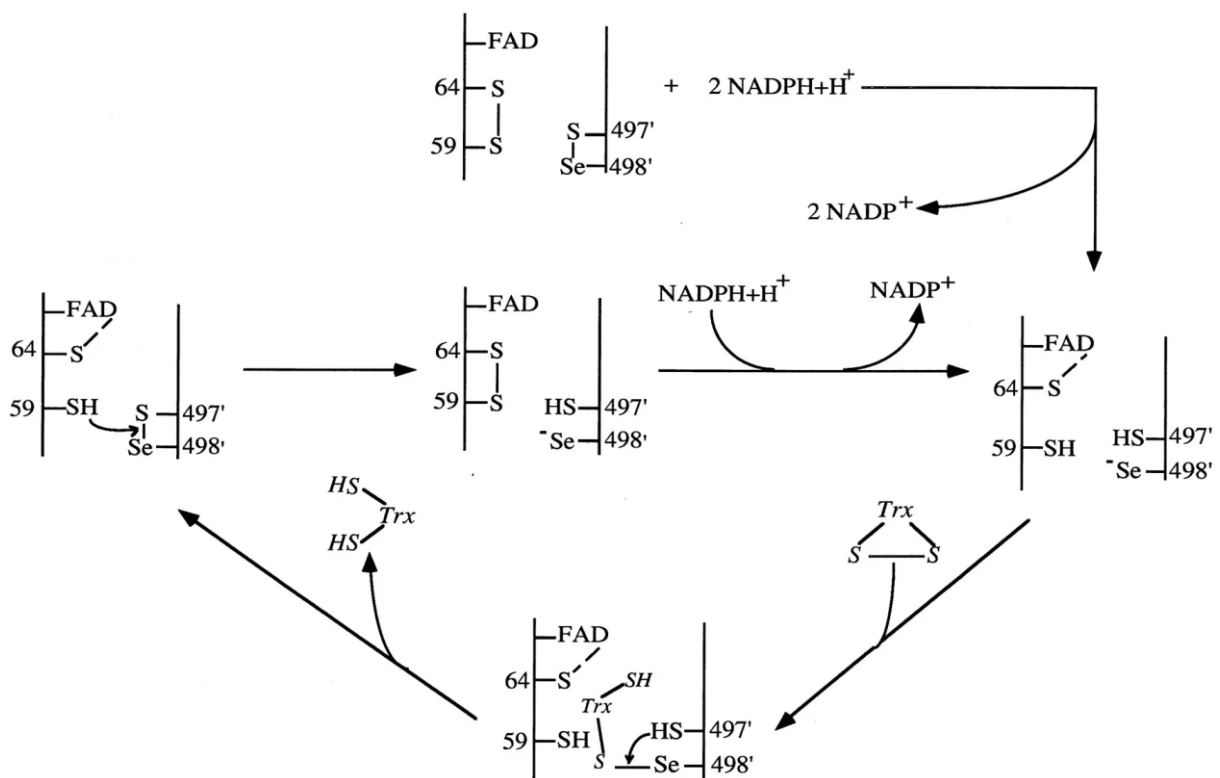 FAD
64 S + 2 NADPH+H+
59 S S 497'
Se 498'
2 NADP+
FAD
64 S
59 SH S 497'
Se 498'
FAD
64 S
59 S HS 497'
-Se 498'
NADPH+H+ NADP+
FAD
64 S
59 SH HS 497'
-Se 498'
HS
Trx
HS
Trx
S S
FAD
64 S SH
Trx
59 SH HS 497'
S Se 498'